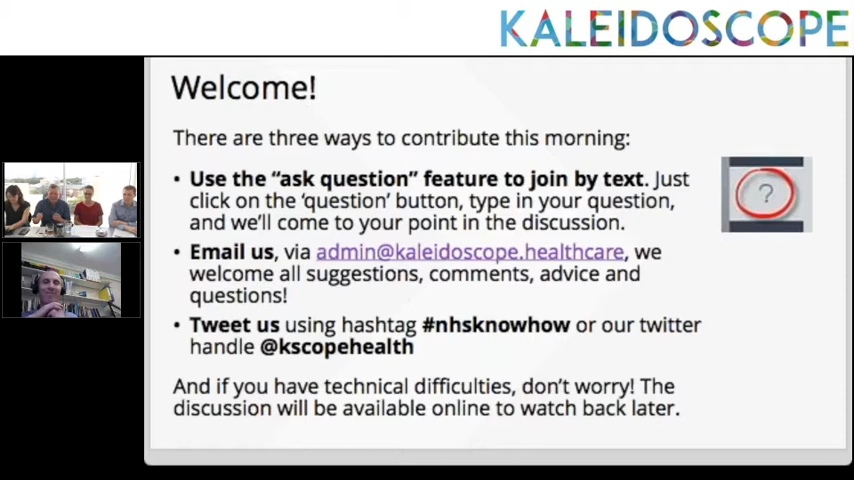 KALEIDOSCOPE
Welcome!
There are three ways to contribute this morning:
• Use the “ask question” feature to join by text. Just
click on the ‘question’ button, type in your question,
and we’ll come to your point in the discussion.
?
• Email us, via admin@kaleidoscope.healthcare, we
welcome all suggestions, comments, advice and
questions!
• Tweet us using hashtag #nhsknowhow or our twitter
handle @kscopehealth
And if you have technical difficulties, don’t worry! The
discussion will be available online to watch back later.